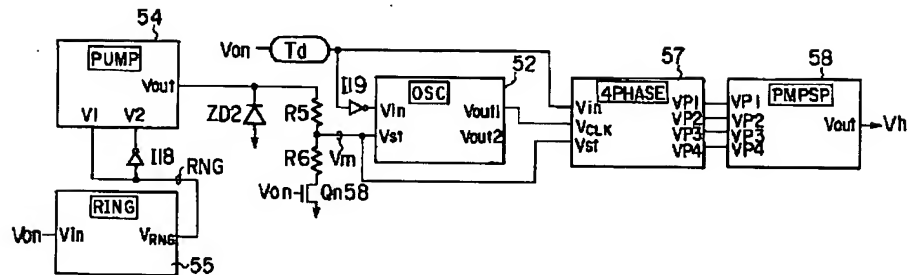 54
PUMP
Vout
V1 V2
I18
RNG
RING
Von
Vin
VRNG
55
ZD2
R5
R6
Vm
Von
Qn58
Von
Td
I19
52
OSC
Vin
Vst
Vout1
Vout2
57
4PHASE
Vin
VCLK
Vst
VP1
VP2
VP3
VP4
58
PMPSP
VP1
VP2
VP3
VP4
Vout
Vh